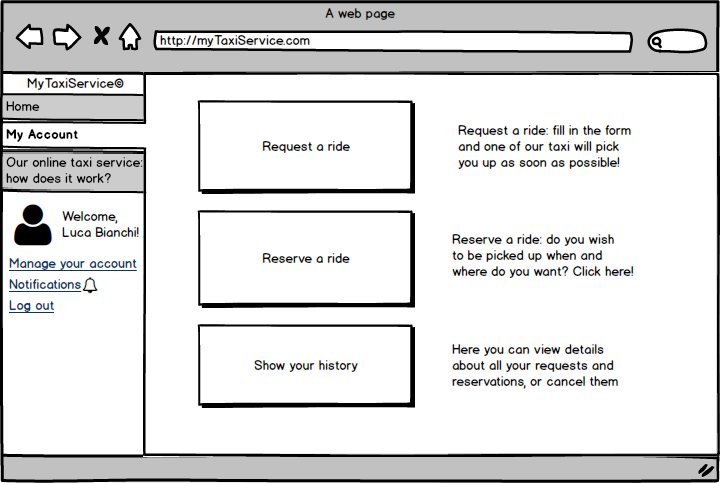 A web page
http://myTaxiService.com
MyTaxiService©
Home
My Account
Our online taxi service:
how does it work?
Welcome,
Luca Bianchi!
Manage your account
Notifications
Log out
Request a ride
Request a ride: fill in the form
and one of our taxi will pick
you up as soon as possible!
Reserve a ride
Reserve a ride: do you wish
to be picked up when and
where do you want? Click here!
Show your history
Here you can view details
about all your requests and
reservations, or cancel them